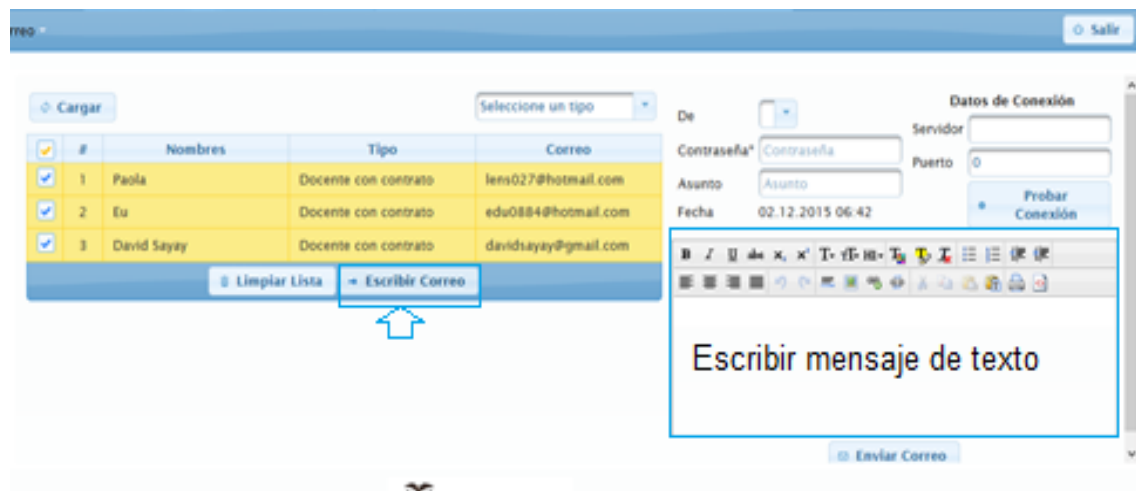 rreo
Salir
Cargar
Seleccione un tipo
# Nombres Tipo Correo
1 Paola Docente con contrato lens027@hotmail.com
2 Eu Docente con contrato edu0884@hotmail.com
3 David Sayay Docente con contrato davidsayay@gmail.com
Limpiar Lista Escribir Correo
De
Contraseña* Contraseña
Asunto Asunto
Fecha 02.12.2015 06:42
Datos de Conexión
Servidor
Puerto 0
Probar
Conexión
Escribir mensaje de texto
Enviar Correo